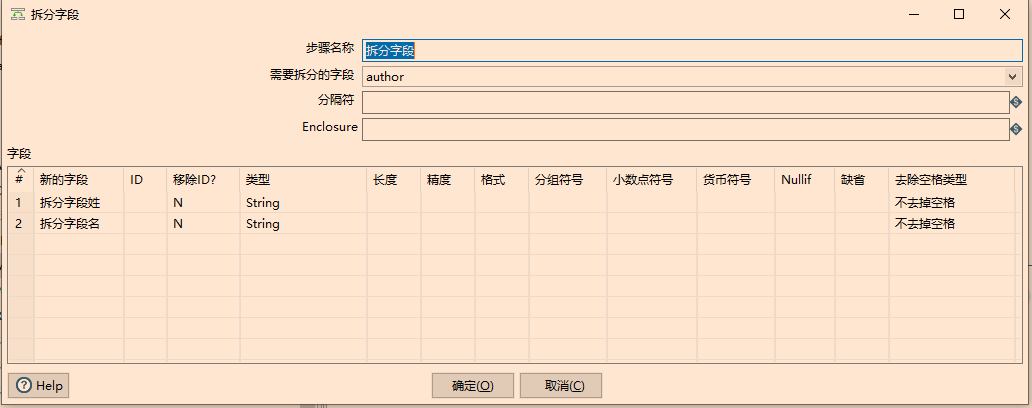 拆分字段
步骤名称 拆分字段
需要拆分的字段 author
分隔符
Enclosure
字段
# 新的字段 ID 移除ID? 类型 长度 精度 格式 分组符号 小数点符号 货币符号 Nullif 缺省 去除空格类型
1 拆分字段姓 N String 不去掉空格
2 拆分字段名 N String 不去掉空格
Help 确定(O) 取消(C)